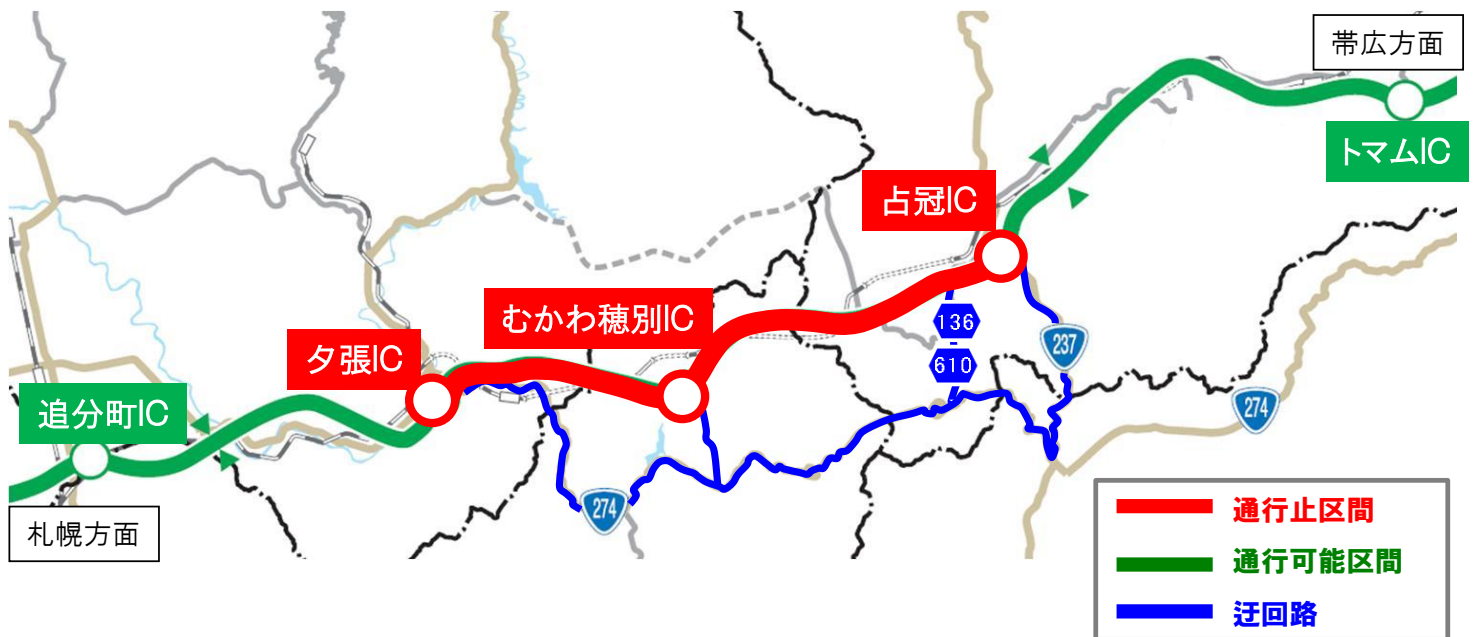 帯広方面
トマムIC
占冠IC
むかわ穂別IC
136
夕張IC
237
610
追分町IC
274
274
札幌方面
通行止区間
通行可能区間
迂回路